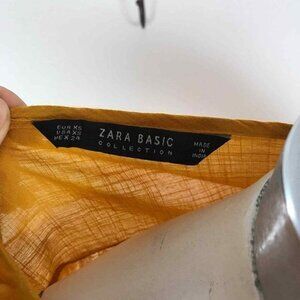 EUR XS
USA XS
MEX 24
ZARA BASIC
COLLECTION
MADE
IN
INDIA